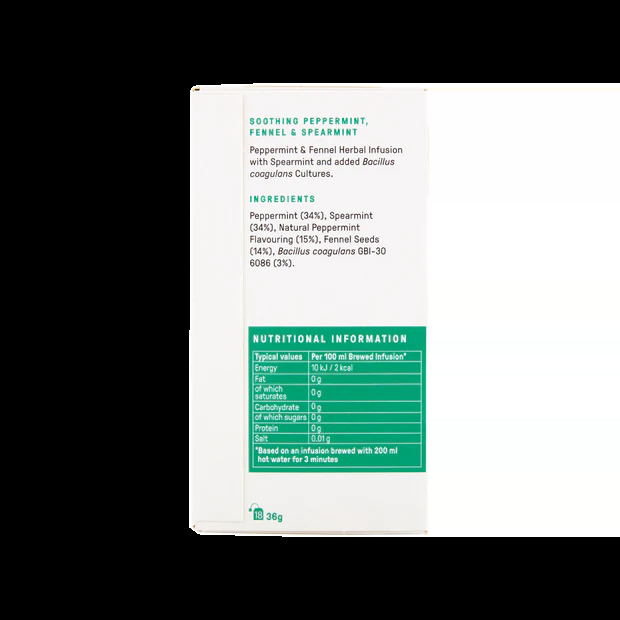 SOOTHING PEPPERMINT,
FENNEL & SPEARMINT
Peppermint & Fennel Herbal Infusion
with Spearmint and added Bacillus
coagulans Cultures.
INGREDIENTS
Peppermint (34%), Spearmint
(34%), Natural Peppermint
Flavouring (15%), Fennel Seeds
(14%), Bacillus coagulans GBI-30
6086 (3%).
NUTRITIONAL INFORMATION
Typical values Per 100 ml Brewed Infusion*
Energy 10 kJ / 2 kcal
Fat 0 g
of which
saturates 0 g
Carbohydrate 0 g
of which sugars 0 g
Protein 0 g
Salt 0.01 g
*Based on an infusion brewed with 200 ml
hot water for 3 minutes
18 36g